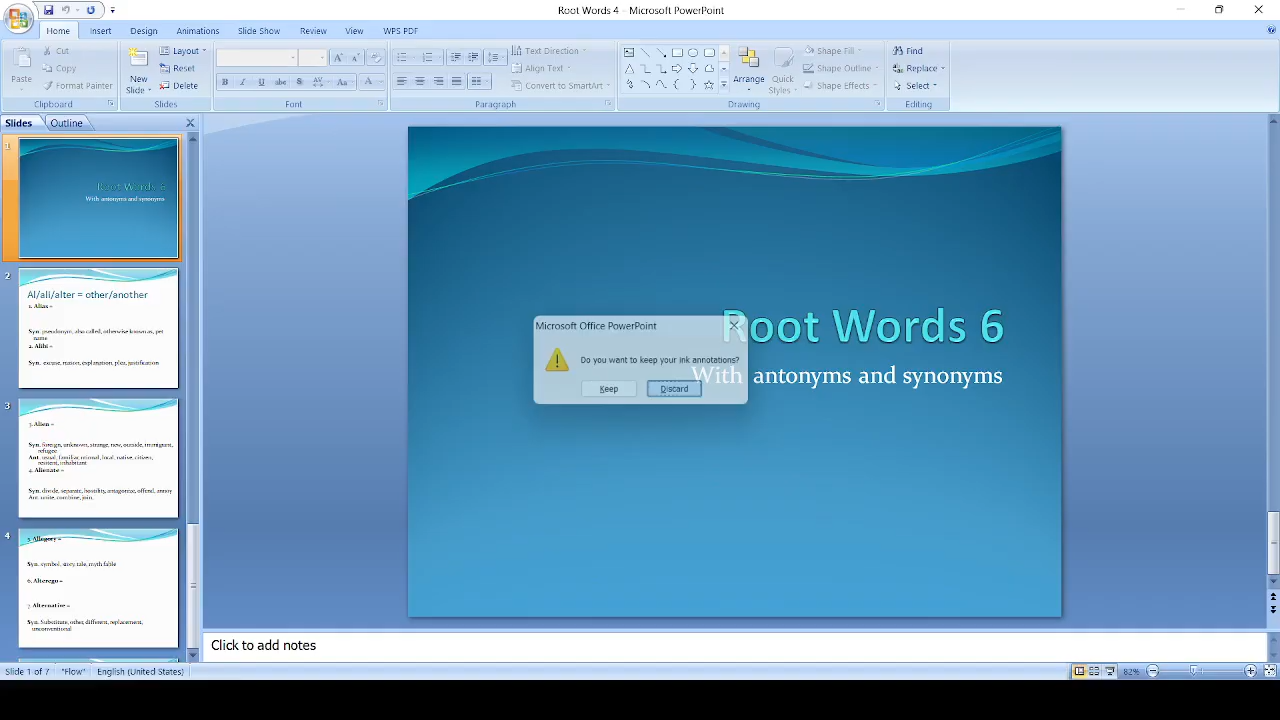 Root Words 4 – Microsoft PowerPoint
Home Insert Design Animations Slide Show Review View WPS PDF
Paste
Cut
Copy
Format Painter
Clipboard
New Slide
Layout
Reset
Delete
Slides
B I U abc S AV Aa A
Font
Text Direction
Align Text
Convert to SmartArt
Paragraph
Arrange
Quick Styles
Shape Fill
Shape Outline
Shape Effects
Drawing
Find
Replace
Select
Editing
Slides Outline
1
Root Words 6
With antonyms and synonyms
2
Al/ali/alter = other/another
1. Alias =
Syn. pseudonym, also called, otherwise known as, pet
name
2. Alibi =
Syn. excuse, reason, explanation, plea, justification
3
3. Alien =
Syn. foreign, unknown, strange, new, outside, immigrant,
refugee
Ant. usual, familiar, rational, local, native, citizen,
resident, inhabitant
4. Alienate =
Syn. divide, separate, hostility, antagonize, offend, annoy
Ant. unite, combine, join.
4
5. Allegory =
Syn. symbol, story tale, myth fable
6. Alterego =
7. Alternative =
Syn. Substitute, other, different, replacement,
unconventional
Root Words 6
With antonyms and synonyms
Microsoft Office PowerPoint
Do you want to keep your ink annotations?
Keep Discard
Click to add notes
Slide 1 of 7 "Flow" English (United States) 82%